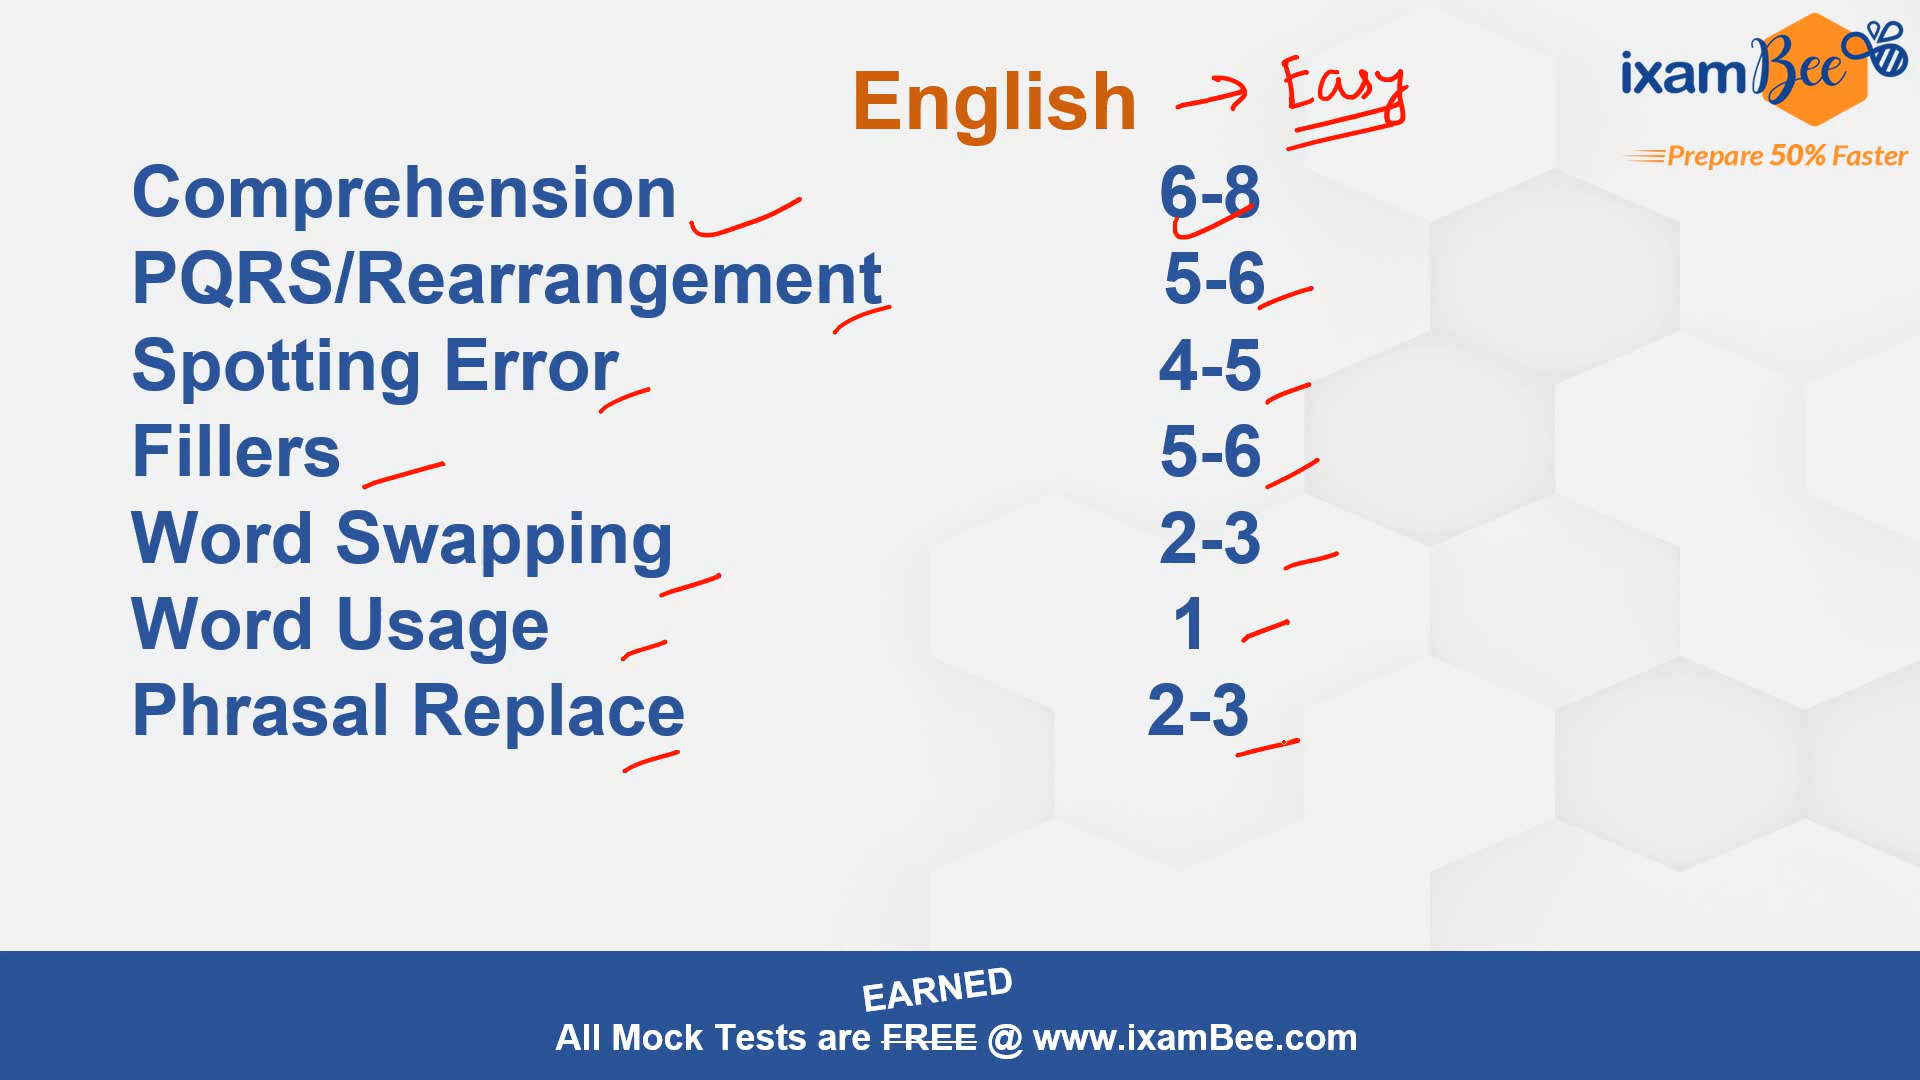 English → Easy
ixamBee
Prepare 50% Faster
Comprehension 6-8
PQRS/Rearrangement 5-6
Spotting Error 4-5
Fillers 5-6
Word Swapping 2-3
Word Usage 1
Phrasal Replace 2-3
EARNED
All Mock Tests are FREE @ www.ixamBee.com